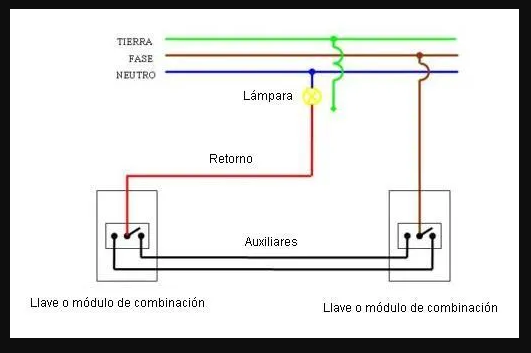 TIERRA
FASE
NEUTRO
Lámpara
Retorno
Auxiliares
Llave o módulo de combinación
Llave o módulo de combinación